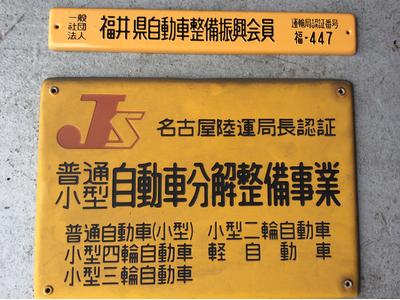 一般
社団
法人
福井県自動車整備振興会員
運輸局認証番号
福-447
JS
名古屋陸運局長認証
普通
小型
自動車分解整備事業
普通自動車(小型) 小型二輪自動車
小型四輪自動車 軽自動車
小型三輪自動車